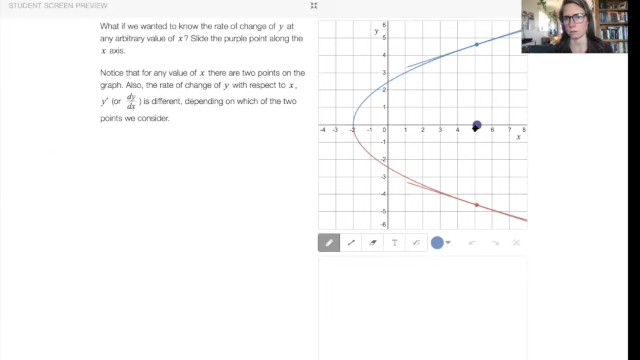 STUDENT SCREEN PREVIEW
What if we wanted to know the rate of change of y at
any arbitrary value of x? Slide the purple point along the
x axis.
Notice that for any value of x there are two points on the
graph. Also, the rate of change of y with respect to x,
y′ (or dy/dx) is different, depending on which of the two
points we consider.
y
6
5
4
3
2
1
-4 -3 -2 -1 0 1 2 3 4 5 6 7 8
x
-1
-2
-3
-4
-5
-6
T
√